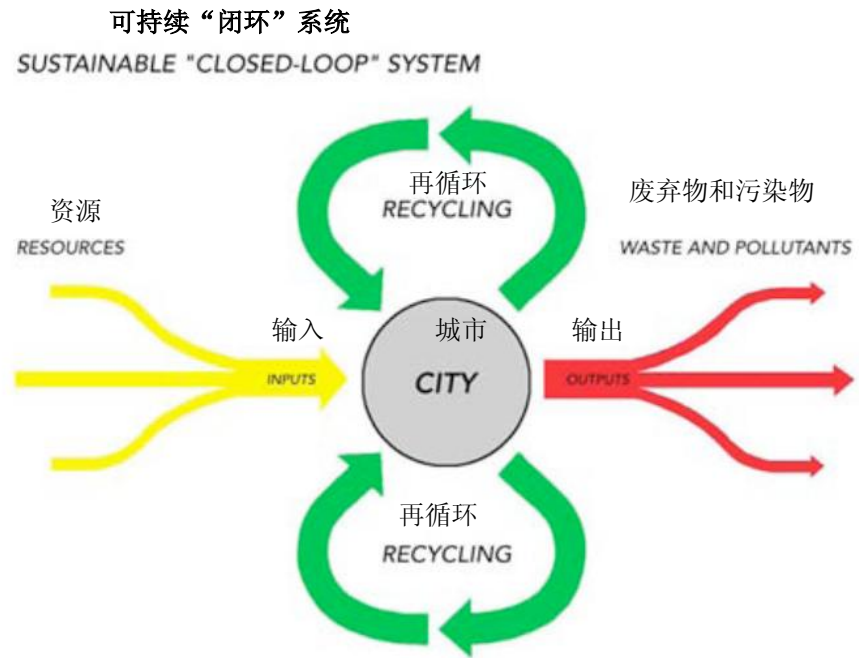 可持续“闭环”系统
SUSTAINABLE "CLOSED-LOOP" SYSTEM
再循环
RECYCLING
资源
RESOURCES
废弃物和污染物
WASTE AND POLLUTANTS
输入
INPUTS
城市
CITY
输出
OUTPUTS
再循环
RECYCLING